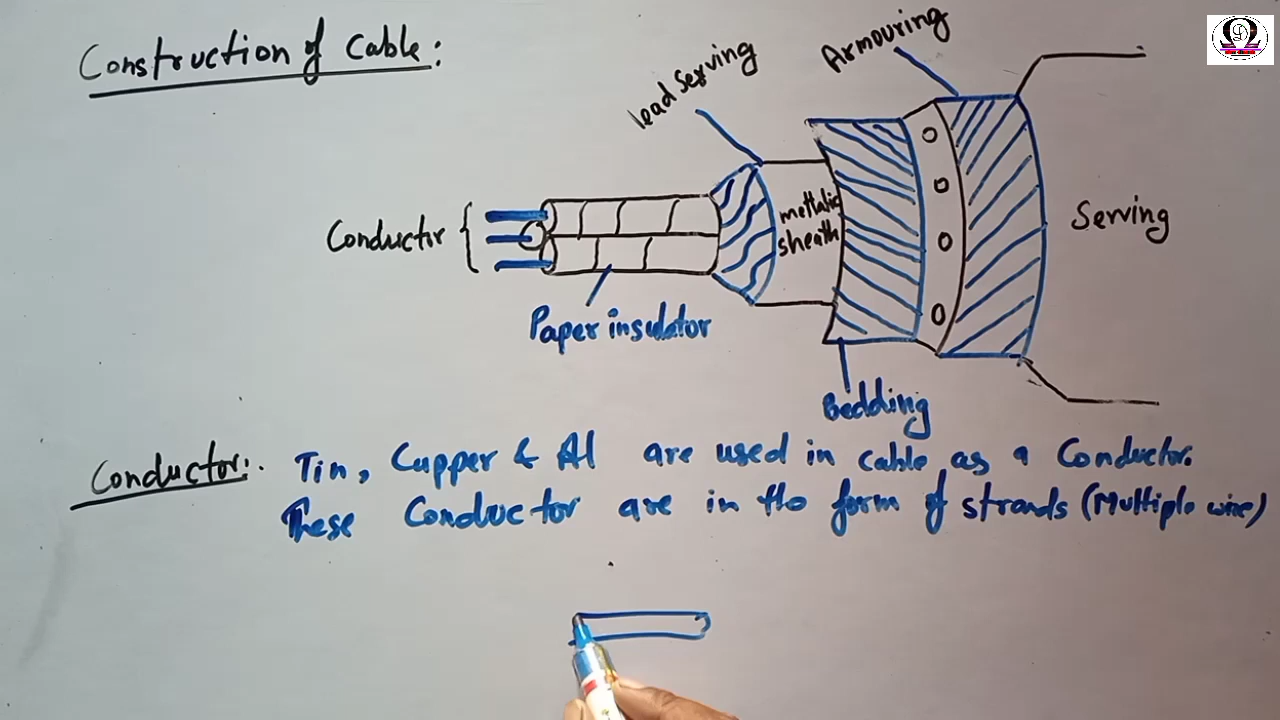 Construction of Cable:
lead serving
Armouring
Conductor
mettalic
sheath
Serving
Paper insulator
Bedding
Conductor:.
Tin, Cupper & Al are used in cable as a Conductor.
These Conductor are in the form of strands (Multiple wire)